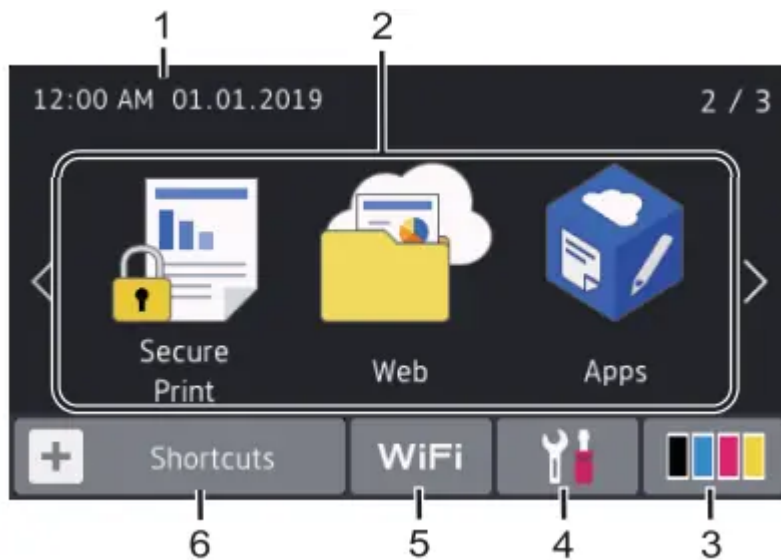 1 2
12:00 AM 01.01.2019 2 / 3
Secure
Print
Web
Apps
Shortcuts
WiFi
6 5 4 3